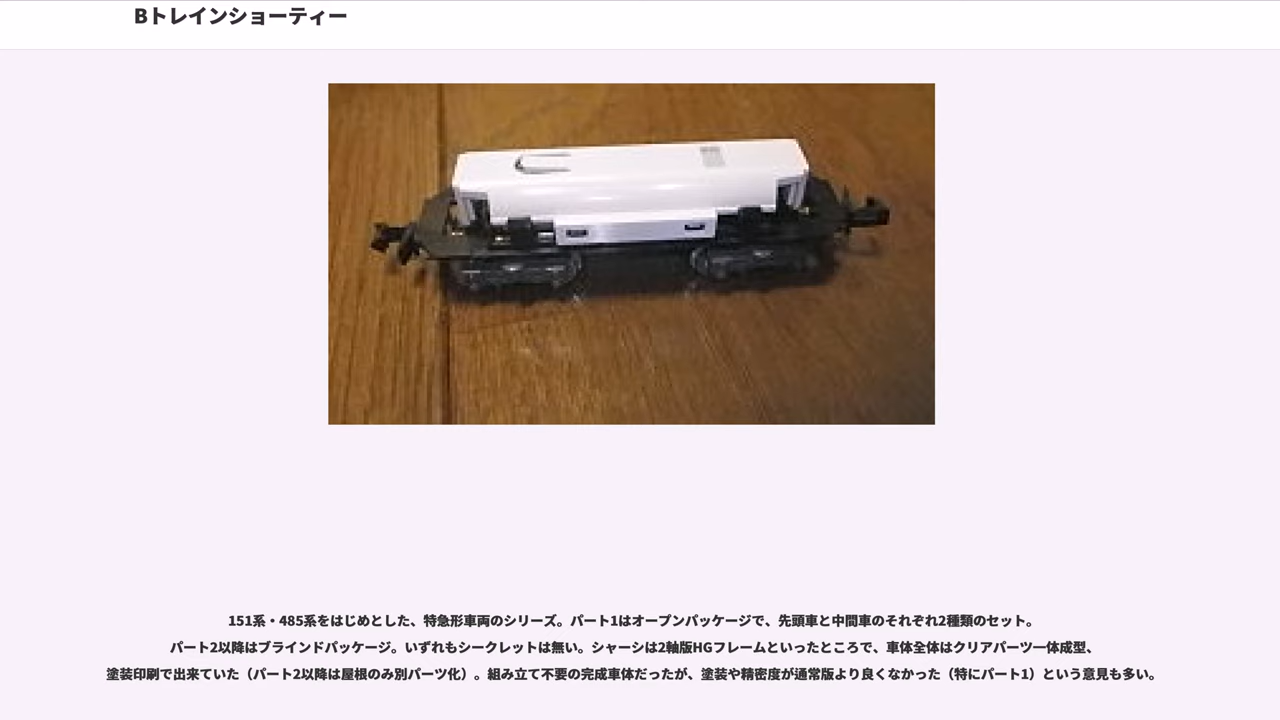 Bトレインショーティー
151系・485系をはじめとした、特急形車両のシリーズ。パート1はオープンパッケージで、先頭車と中間車のそれぞれ2種類のセット。
パート2以降はブラインドパッケージ。いずれもシークレットは無い。シャーシは2軸版HGフレームといったところで、車体全体はクリアパーツ一体成型、
塗装印刷で出来ていた（パート2以降は屋根のみ別パーツ化）。組み立て不要の完成車体だったが、塗装や精密度が通常版より良くなかった（特にパート1）という意見も多い。